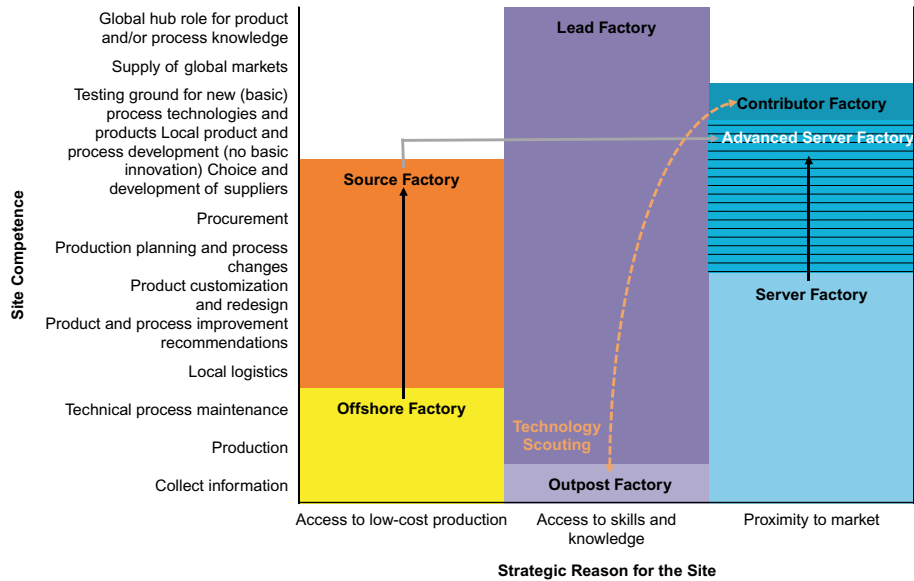 Global hub role for product
and/or process knowledge
Supply of global markets
Testing ground for new (basic)
process technologies and
products Local product and
process development (no basic
innovation) Choice and
development of suppliers
Procurement
Production planning and process
changes
Product customization
and redesign
Product and process improvement
recommendations
Local logistics
Technical process maintenance
Production
Collect information
Site Competence
Lead Factory
Contributor Factory
Advanced Server Factory
Source Factory
Server Factory
Offshore Factory
Technology
Scouting
Outpost Factory
Access to low-cost production
Access to skills and
knowledge
Proximity to market
Strategic Reason for the Site